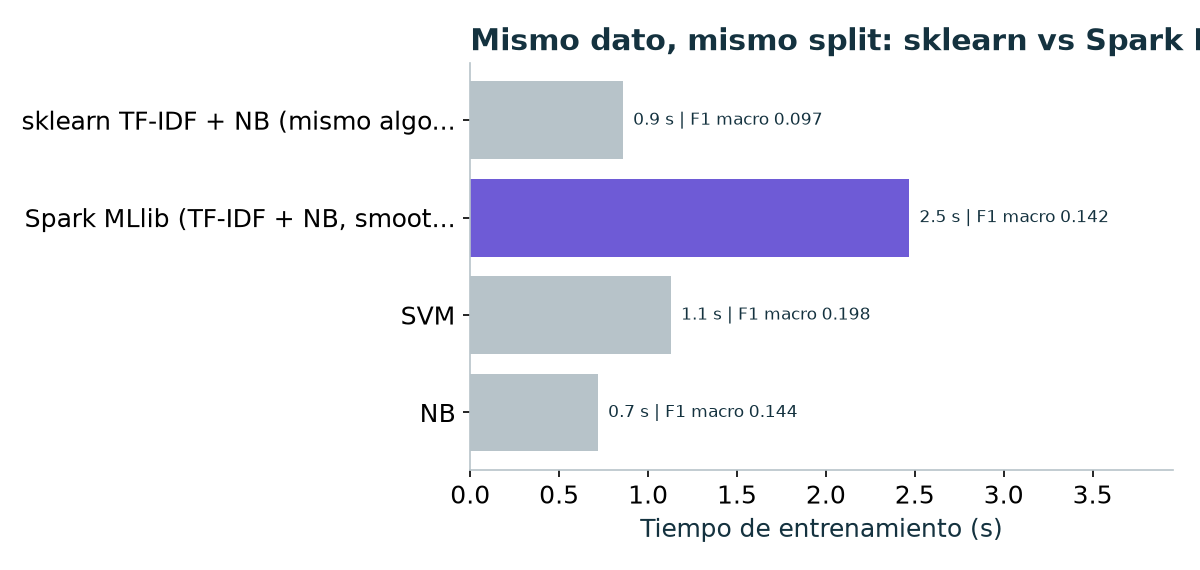 Mismo dato, mismo split: sklearn vs Spark
sklearn TF-IDF + NB (mismo algo...
0.9 s | F1 macro 0.097
Spark MLlib (TF-IDF + NB, smoot...
2.5 s | F1 macro 0.142
SVM
1.1 s | F1 macro 0.198
NB
0.7 s | F1 macro 0.144
0.0 0.5 1.0 1.5 2.0 2.5 3.0 3.5
Tiempo de entrenamiento (s)